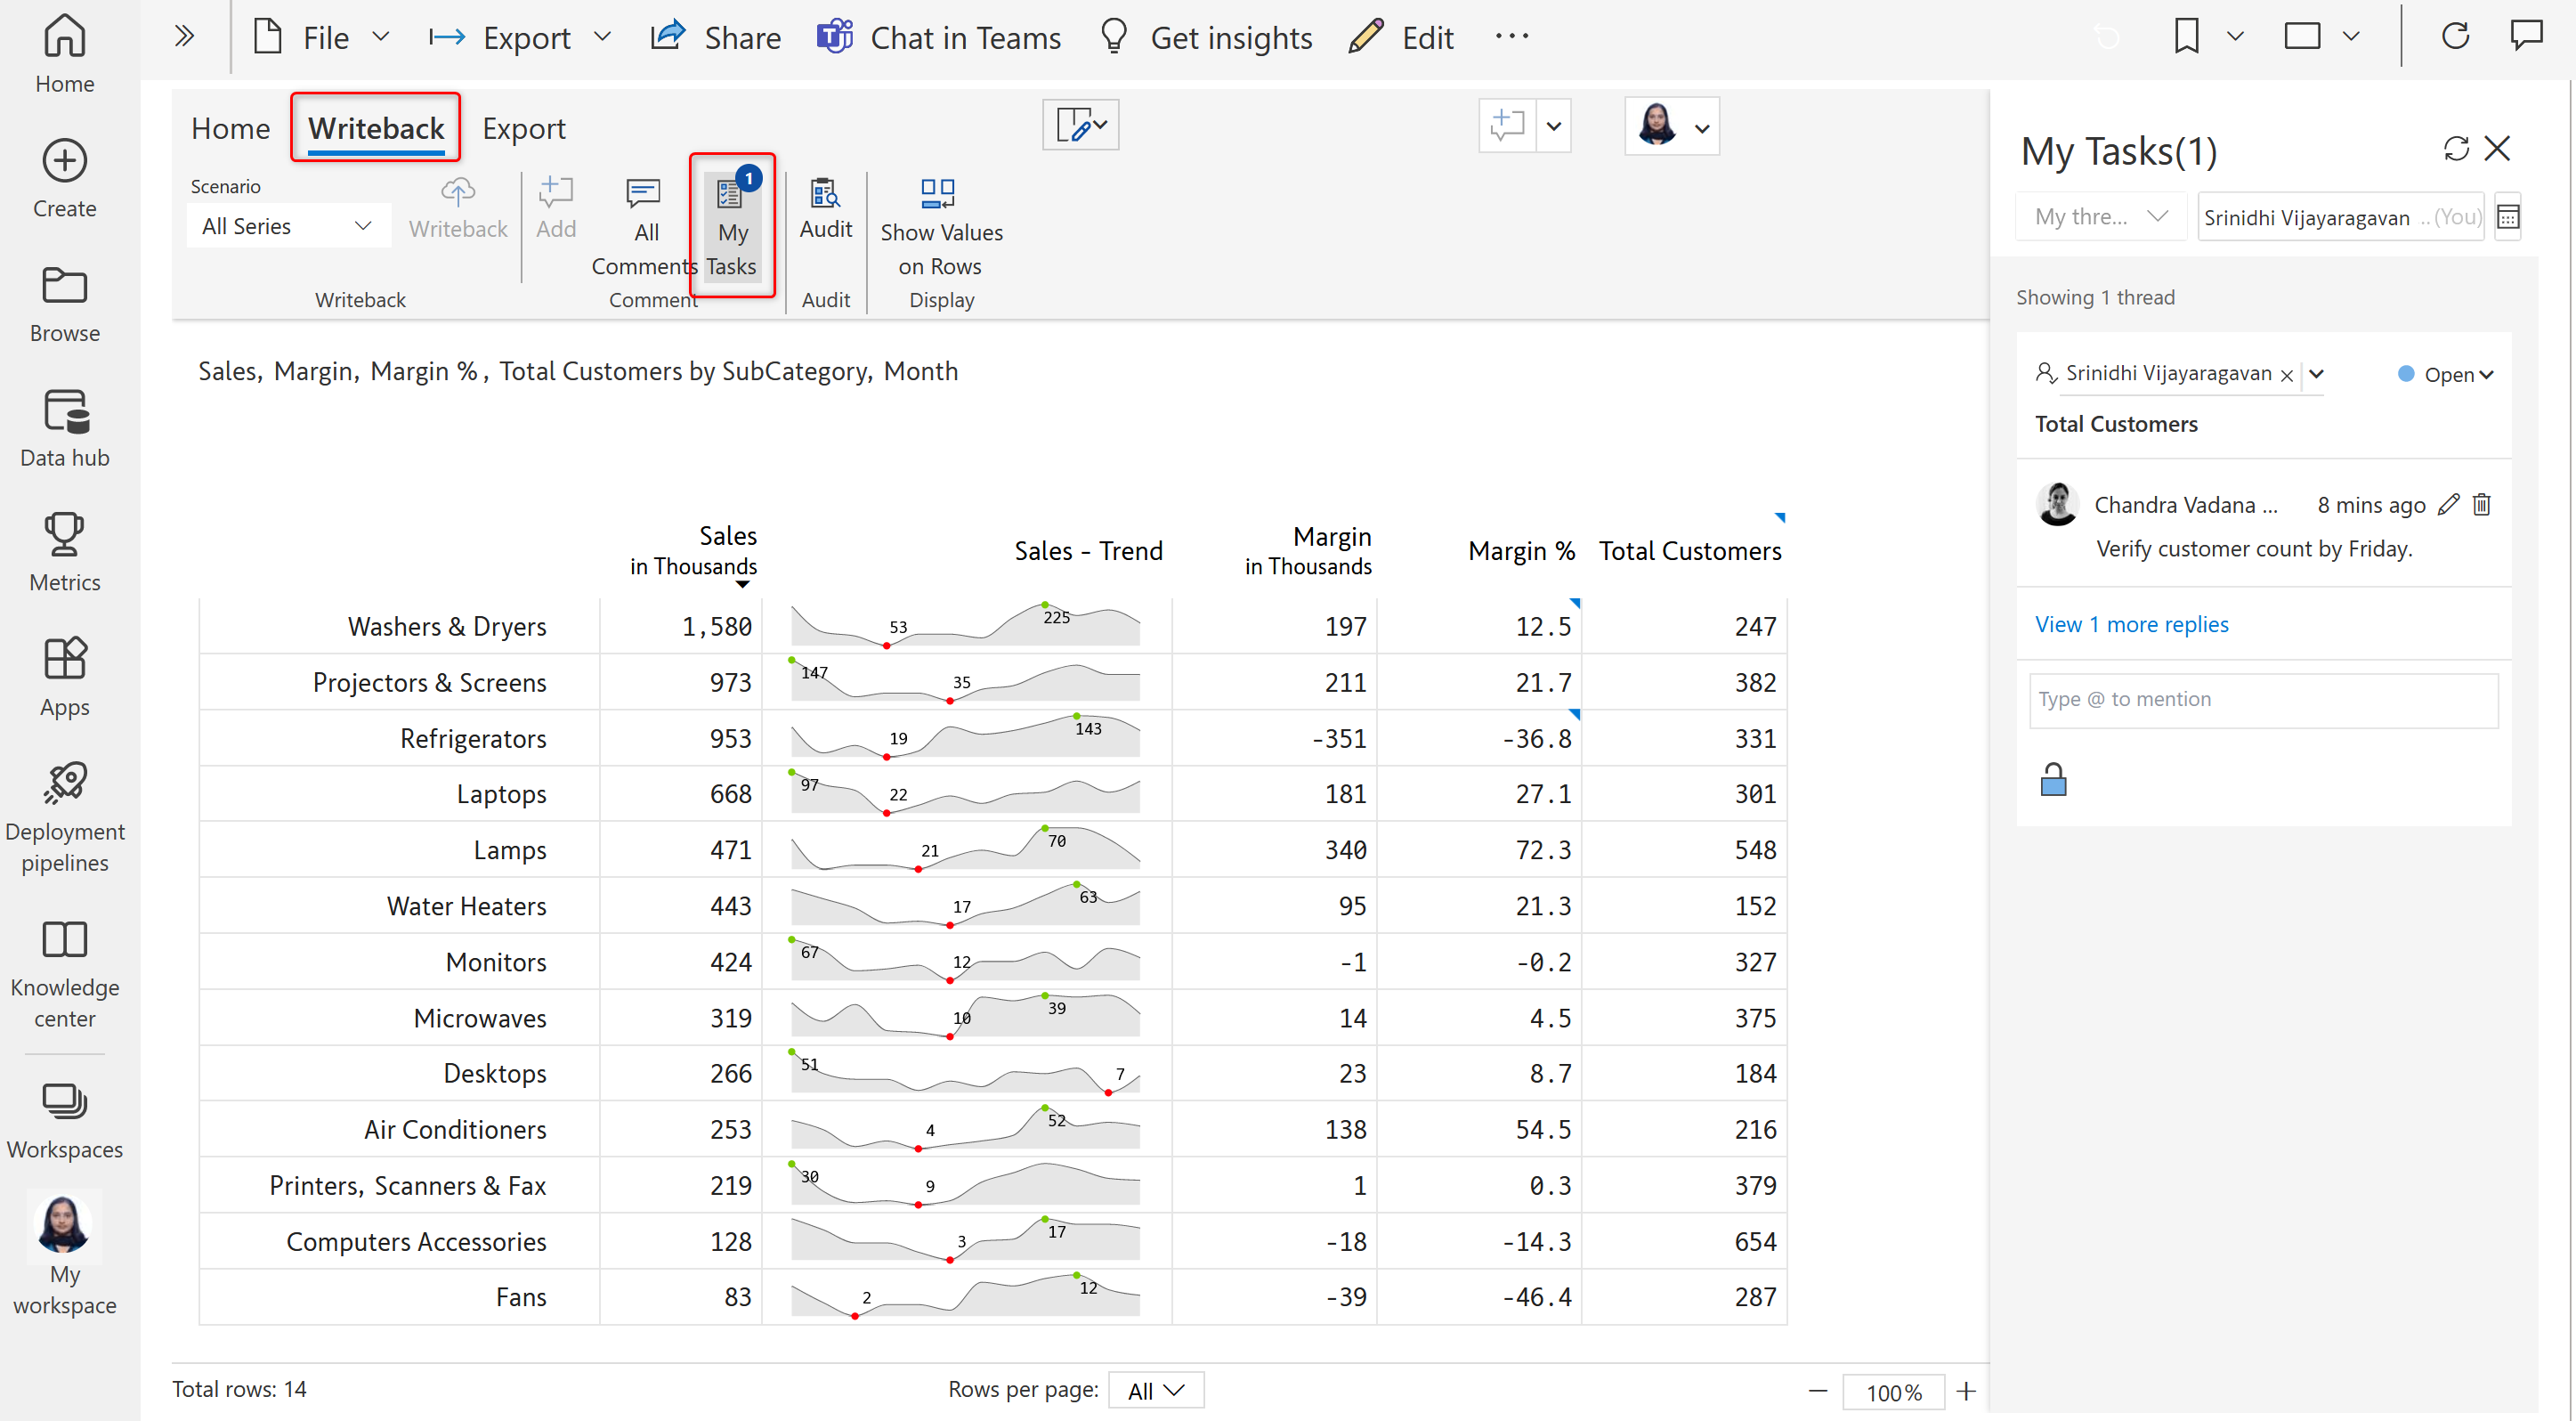 File
Export
Share
Chat in Teams
Get insights
Edit
Home
Create
Browse
Data hub
Metrics
Apps
Deployment
pipelines
Knowledge
center
Workspaces
My
workspace
Home
Writeback
Export
Scenario
All Series
Writeback
Writeback
Add
All
Comments
My
Tasks
1
Comment
Audit
Audit
Show Values
on Rows
Display
Sales, Margin, Margin %, Total Customers by SubCategory, Month
Sales
in Thousands
Sales - Trend
Margin
in Thousands
Margin %
Total Customers
Washers & Dryers 1,580 53 225 197 12.5 247
Projectors & Screens 973 147 35 211 21.7 382
Refrigerators 953 19 143 -351 -36.8 331
Laptops 668 97 22 181 27.1 301
Lamps 471 21 70 340 72.3 548
Water Heaters 443 17 63 95 21.3 152
Monitors 424 67 12 -1 -0.2 327
Microwaves 319 10 39 14 4.5 375
Desktops 266 51 7 23 8.7 184
Air Conditioners 253 4 52 138 54.5 216
Printers, Scanners & Fax 219 30 9 1 0.3 379
Computers Accessories 128 3 17 -18 -14.3 654
Fans 83 2 12 -39 -46.4 287
Total rows: 14
Rows per page: All
100%
My Tasks(1)
My thre...
Srinidhi Vijayaragavan ..(You)
Showing 1 thread
Srinidhi Vijayaragavan
Open
Total Customers
Chandra Vadana ... 8 mins ago
Verify customer count by Friday.
View 1 more replies
Type @ to mention